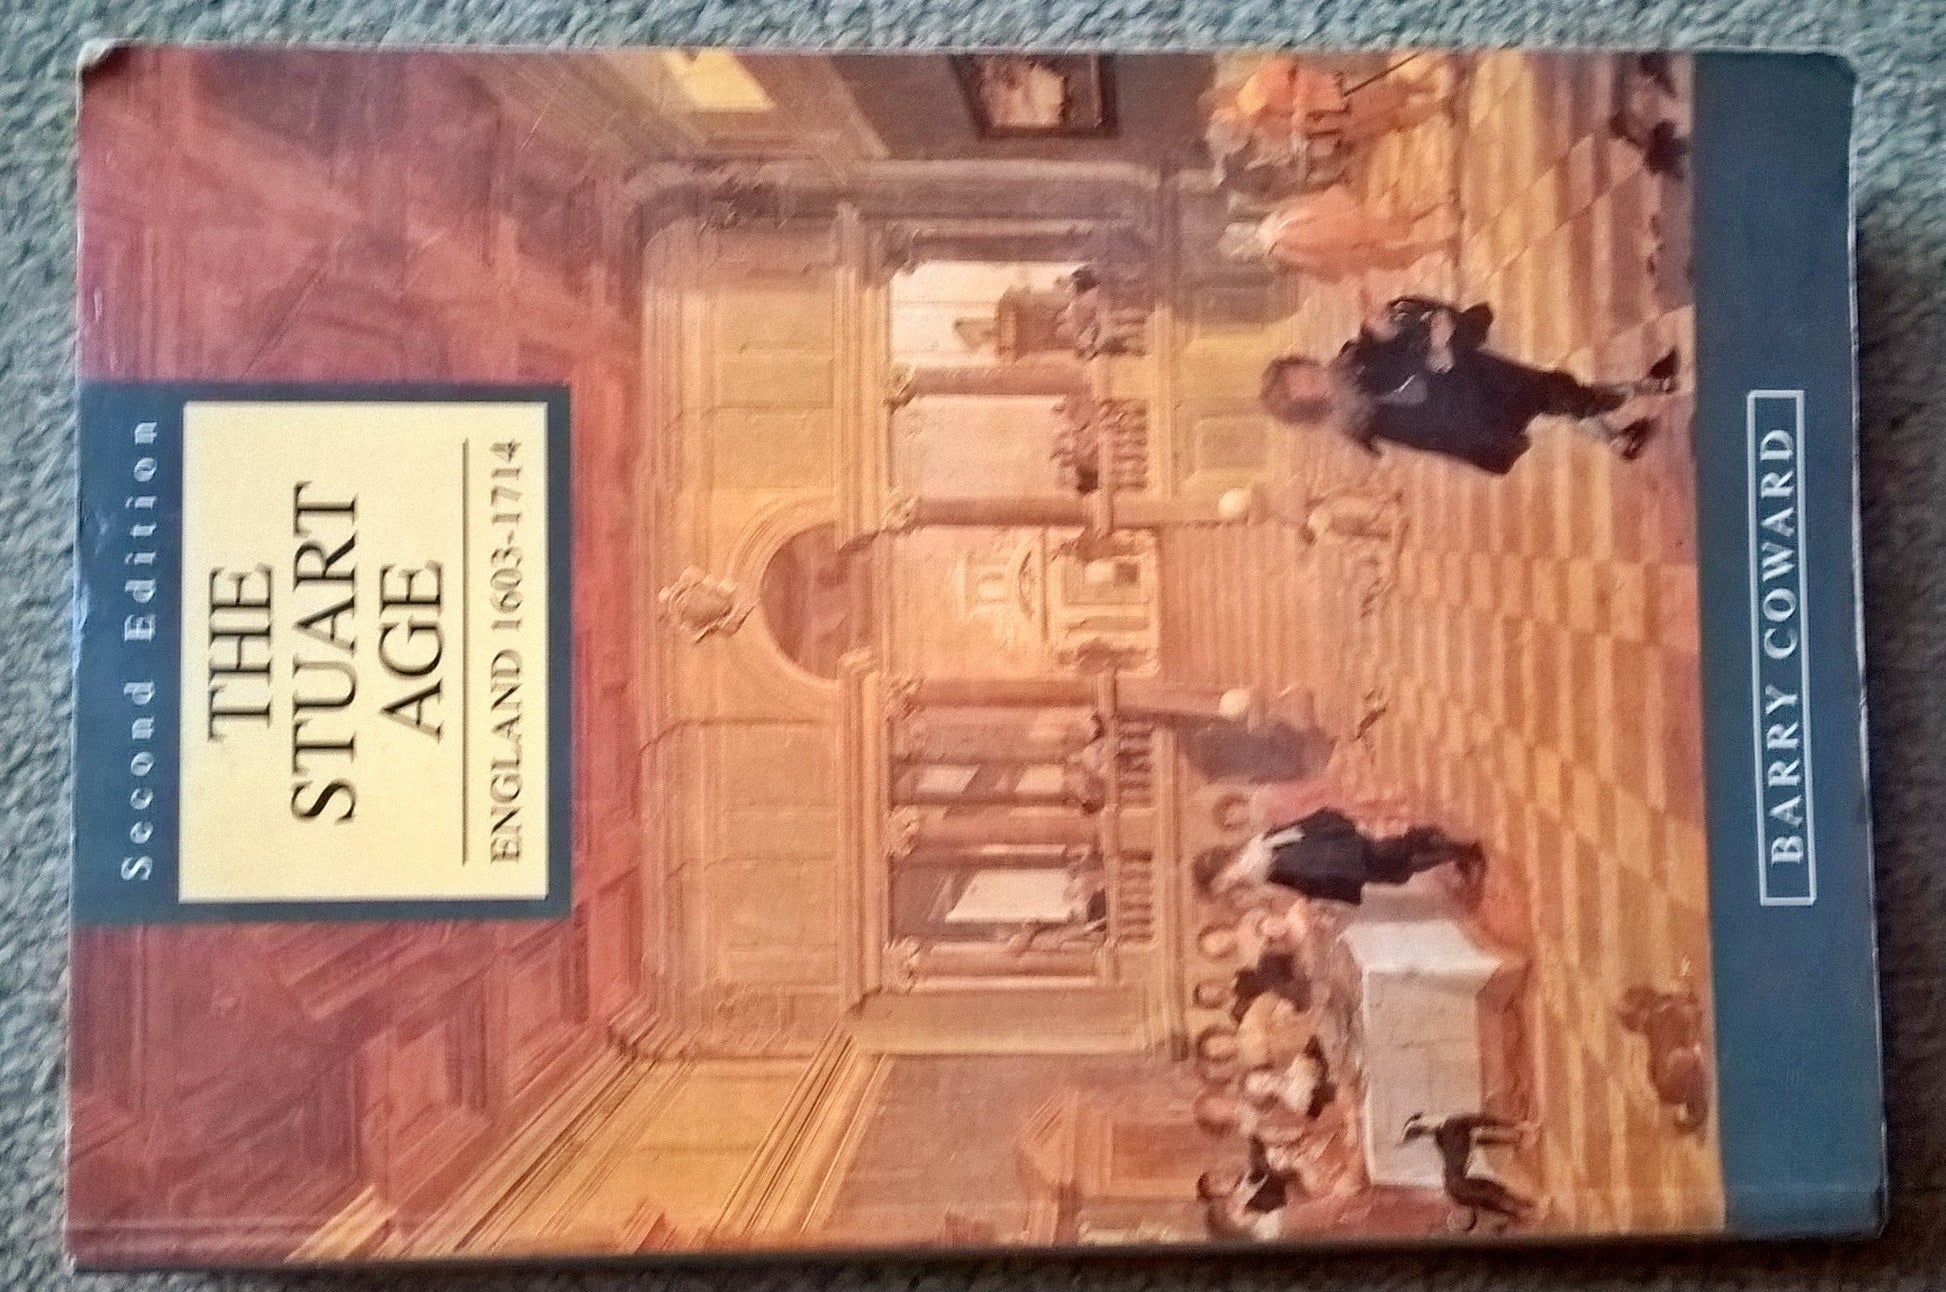 Second Edition
THE
STUART
AGE
ENGLAND 1603-1714
BARRY COWARD